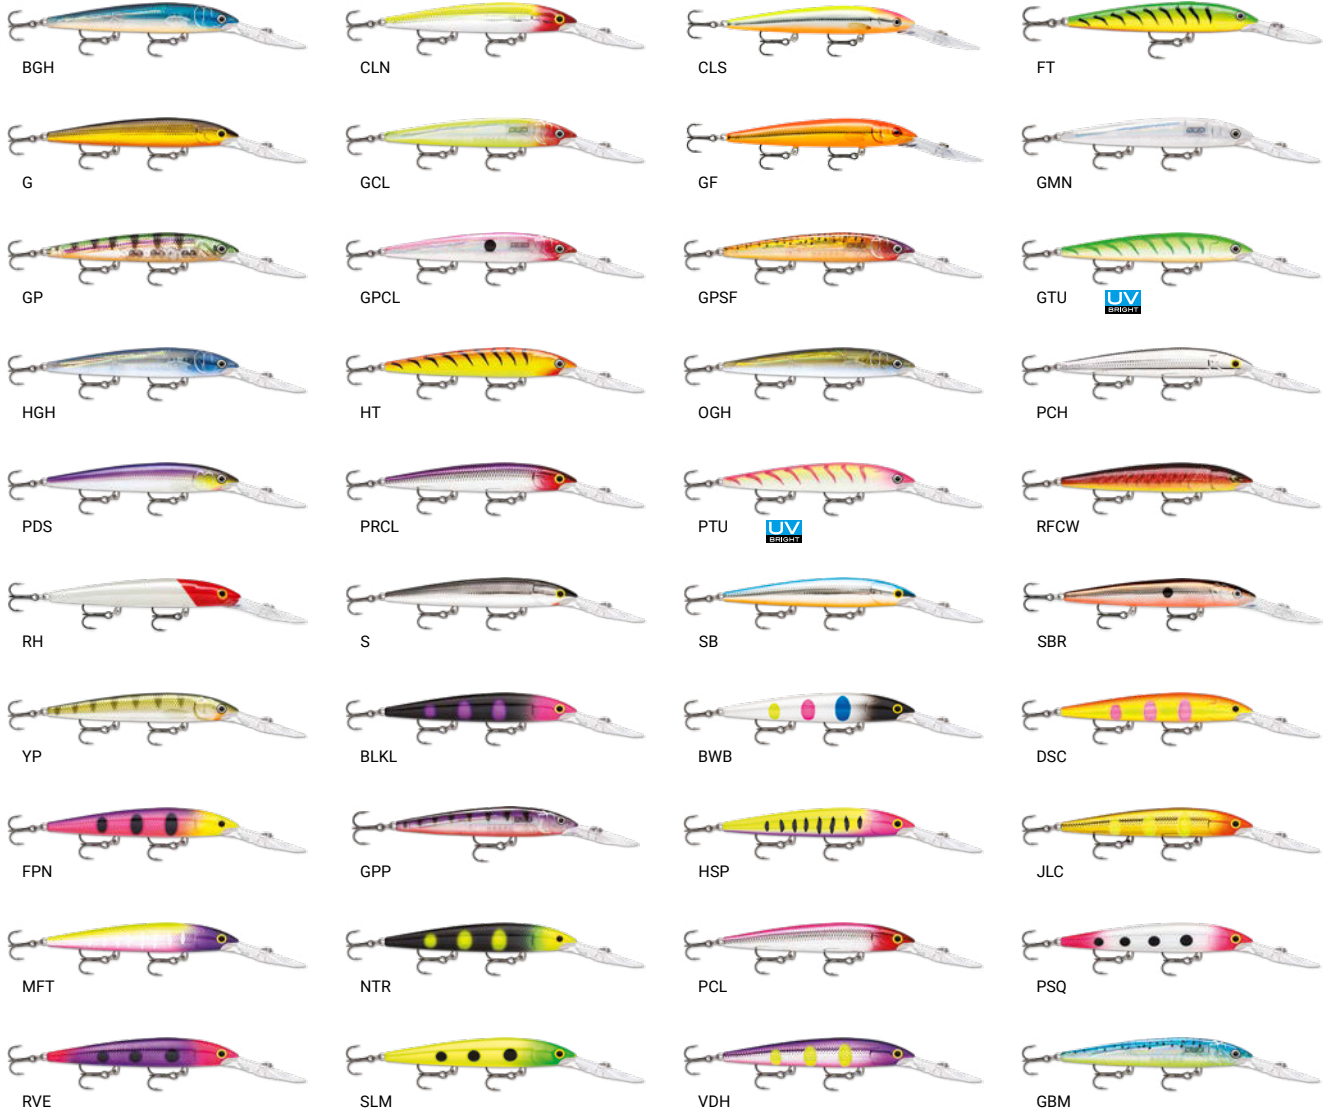 BGH
CLN
CLS
FT
G
GCL
GF
GMN
GP
GPCL
GPSF
GTU
UV
BRIGHT
HGH
HT
OGH
PCH
PDS
PRCL
PTU
UV
BRIGHT
RFCW
RH
S
SB
SBR
YP
BLKL
BWB
DSC
FPN
GPP
HSP
JLC
MFT
NTR
PCL
PSQ
RVE
SLM
VDH
GBM